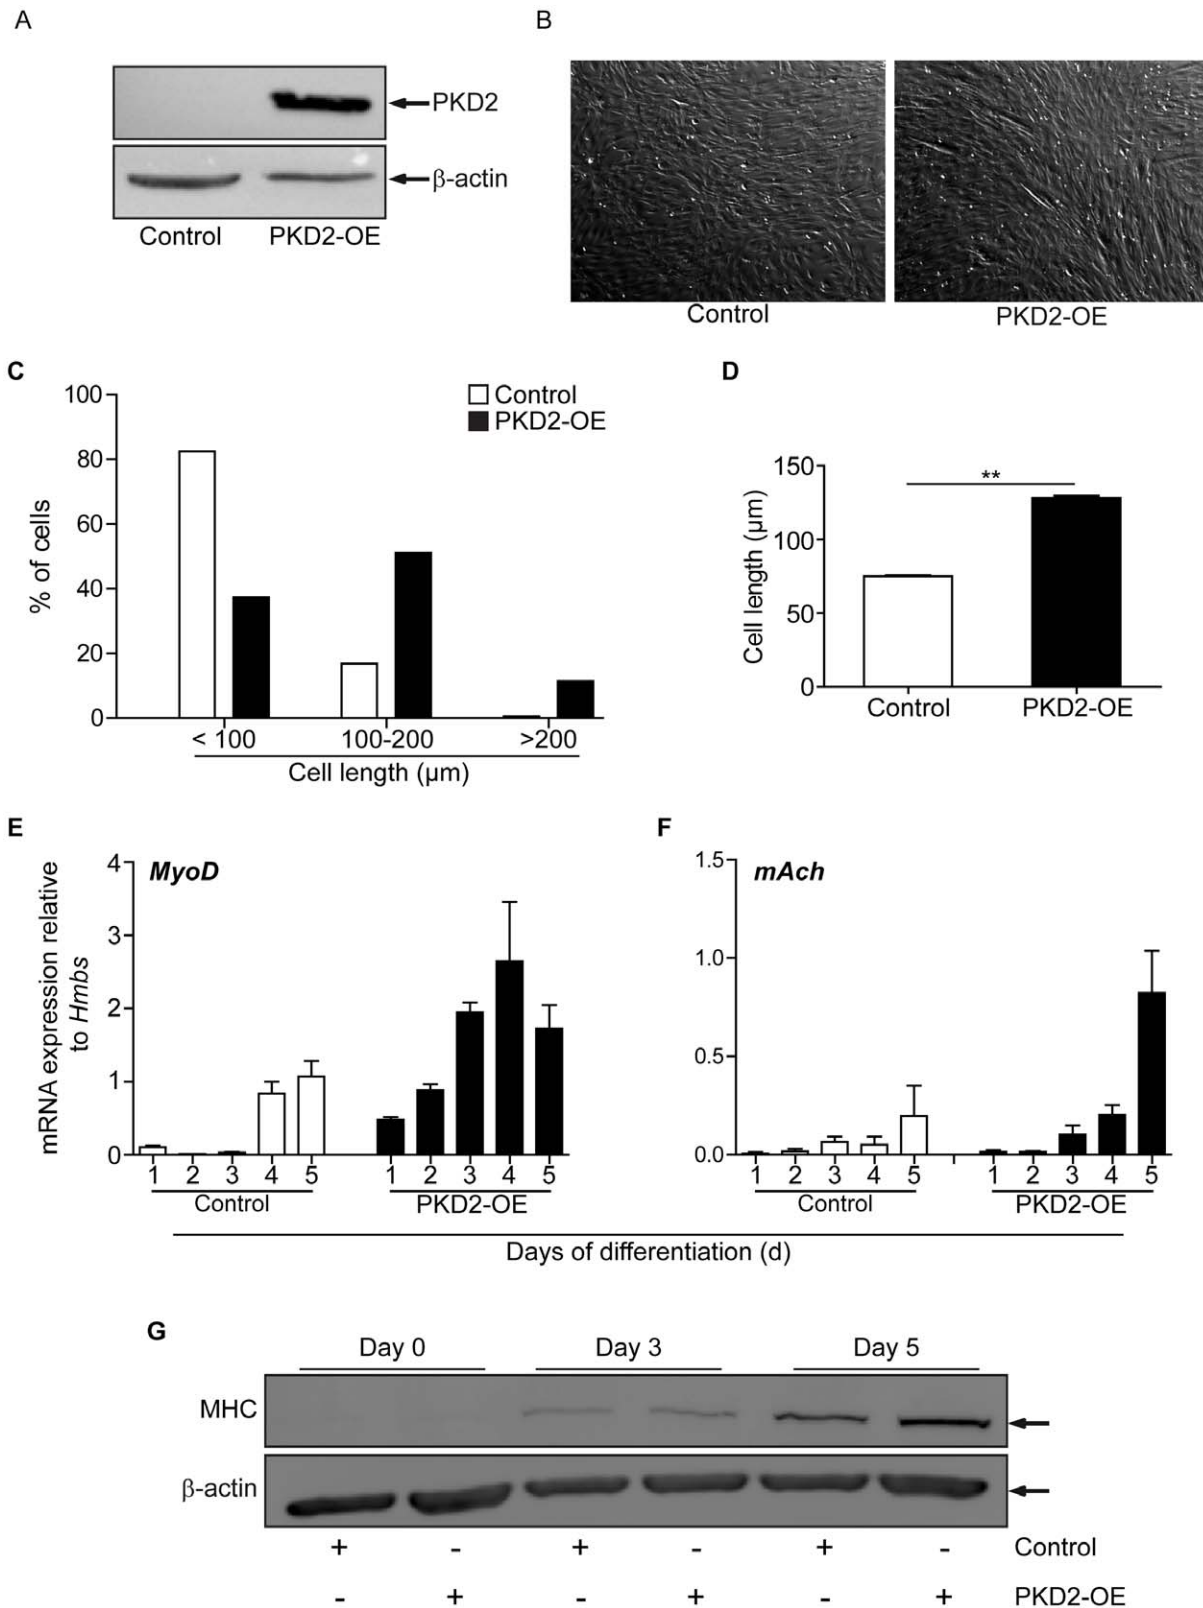 A
B
PKD2
β-actin
Control PKD2-OE
Control
PKD2-OE
C
D
100
80
60
40
20
0
% of cells
Control
PKD2-OE
< 100 100-200 >200
Cell length (µm)
150
100
50
0
Cell length (µm)
**
Control PKD2-OE
E
F
4
3
2
1
0
mRNA expression relative
to Hmbs
MyoD
1 2 3 4 5 1 2 3 4 5
Control PKD2-OE
1.5
1.0
0.5
0.0
mAch
1 2 3 4 5 1 2 3 4 5
Control PKD2-OE
Days of differentiation (d)
G
Day 0 Day 3 Day 5
MHC
β-actin
+ - + - + - Control
- + - + - + PKD2-OE